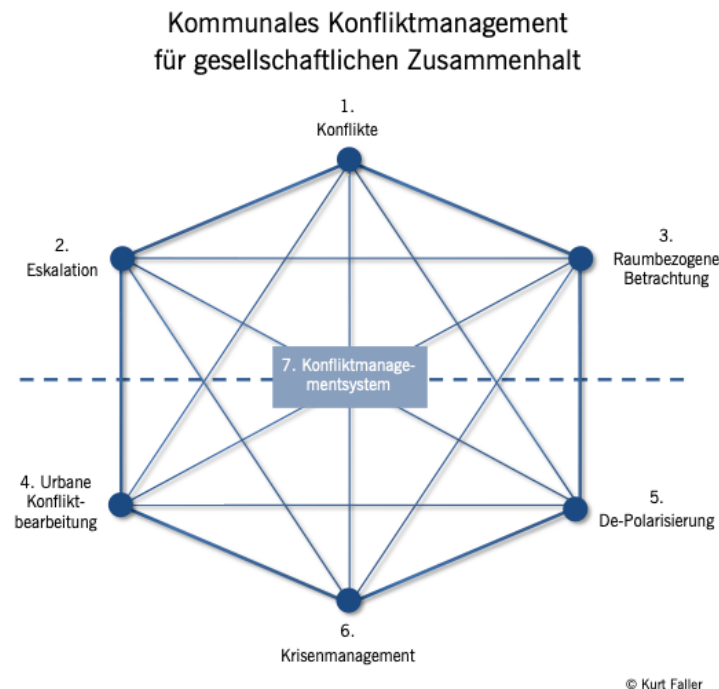 Kommunales Konfliktmanagement
für gesellschaftlichen Zusammenhalt
1.
Konflikte
2.
Eskalation
3.
Raumbezogene
Betrachtung
7. Konfliktmanage-
mentsystem
4. Urbane
Konflikt-
bearbeitung
5.
De-Polarisierung
6.
Krisenmanagement
© Kurt Faller